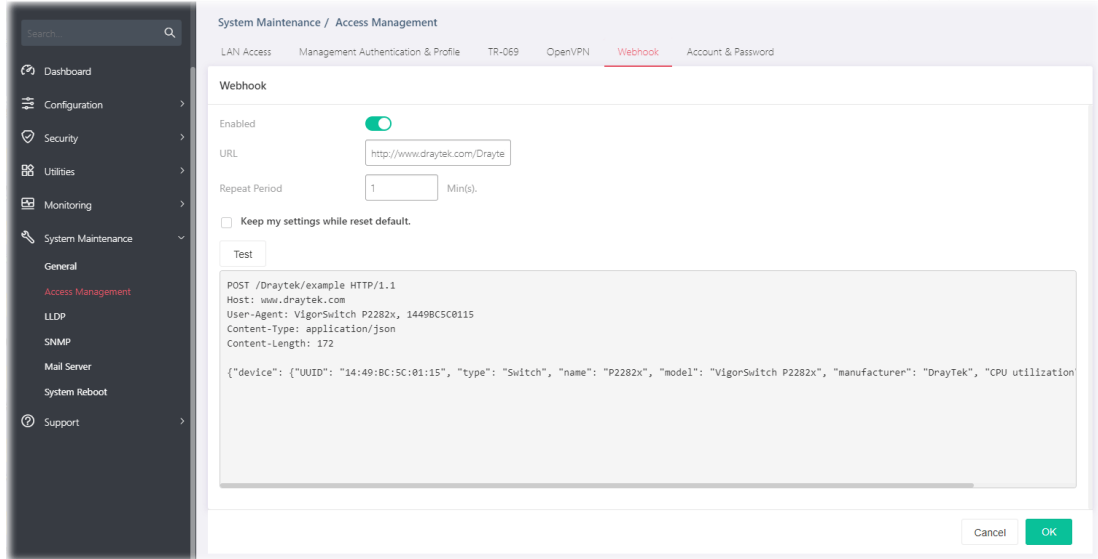 Search...
Dashboard
Configuration
Security
Utilities
Monitoring
System Maintenance
General
Access Management
LLDP
SNMP
Mail Server
System Reboot
Support
System Maintenance / Access Management
LAN Access Management Authentication & Profile TR-069 OpenVPN Webhook Account & Password
Webhook
Enabled
URL http://www.draytek.com/Drayte
Repeat Period 1 Min(s).
Keep my settings while reset default.
Test
POST /Draytek/example HTTP/1.1
Host: www.draytek.com
User-Agent: VigorSwitch P2282x, 1449BC5C0115
Content-Type: application/json
Content-Length: 172
{"device": {"UUID": "14:49:BC:5C:01:15", "type": "Switch", "name": "P2282x", "model": "VigorSwitch P2282x", "manufacturer": "DrayTek", "CPU utilization"
Cancel OK